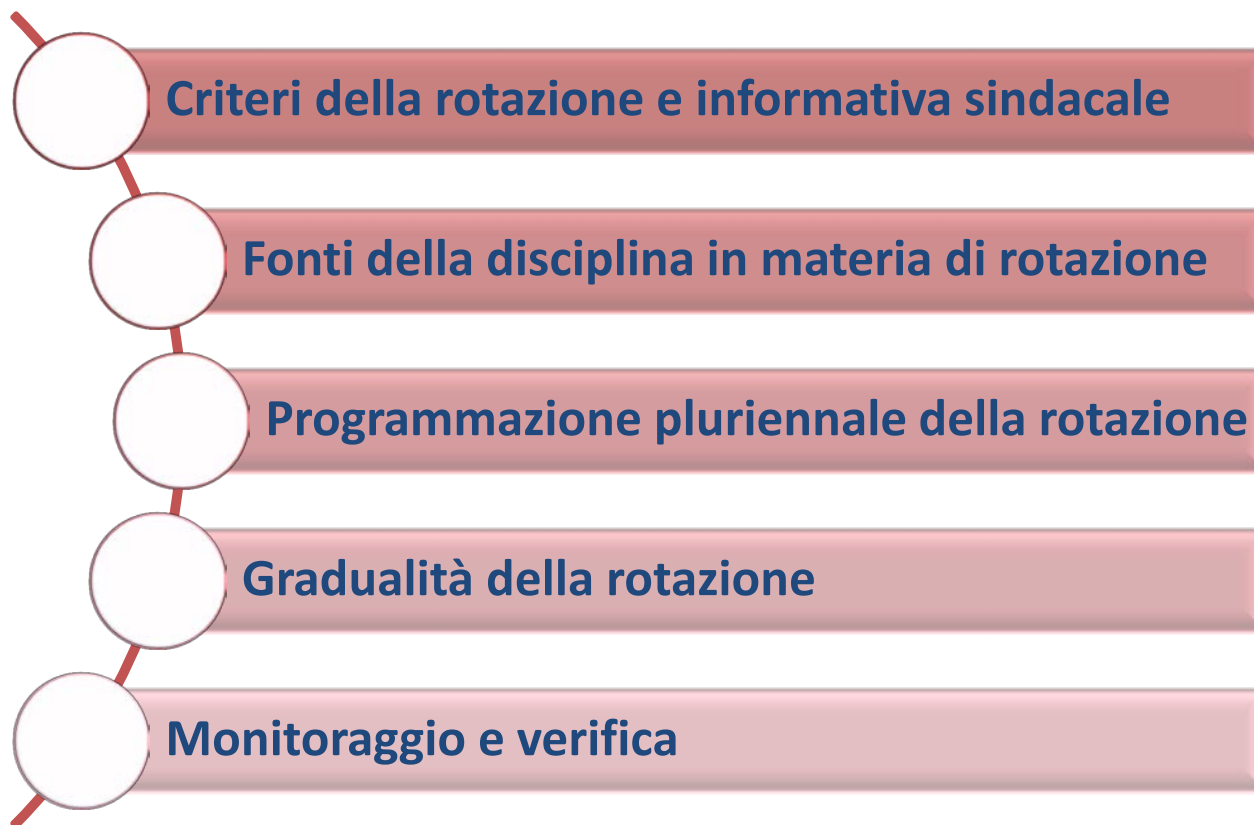 Criteri della rotazione e informativa sindacale
Fonti della disciplina in materia di rotazione
Programmazione pluriennale della rotazione
Gradualità della rotazione
Monitoraggio e verifica